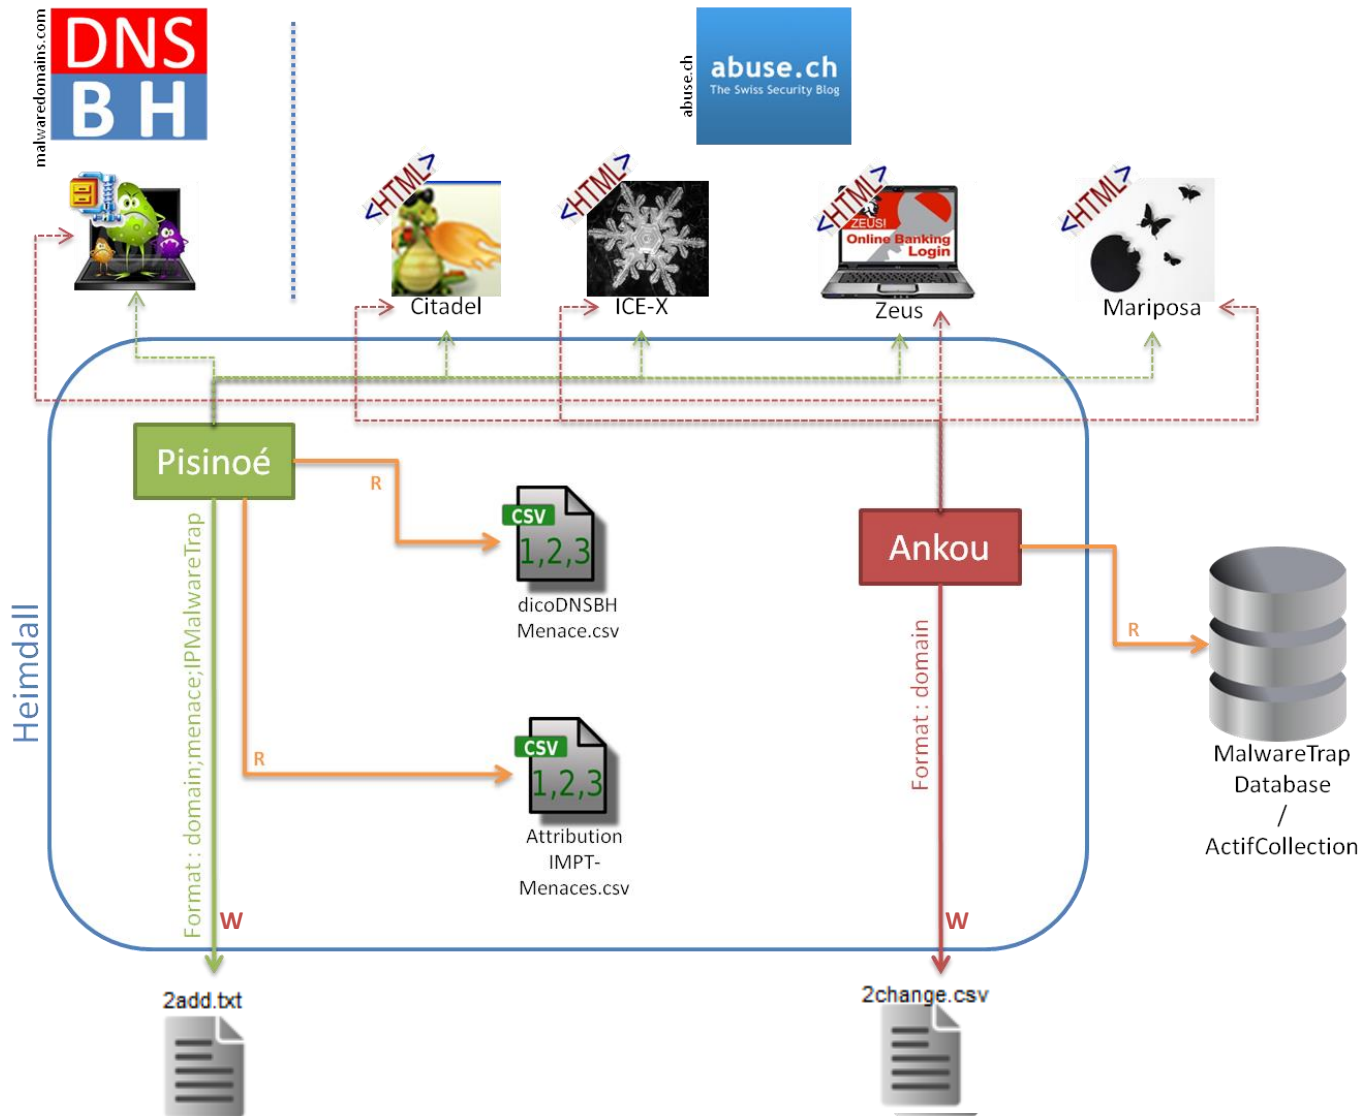 malwaredomains.com
DNS
BH
abuse.ch
abuse.ch
The Swiss Security Blog
<HTML>
<HTML>
<HTML>
<HTML>
ZEUS!
Online Banking
Login
Citadel
ICE-X
Zeus
Mariposa
Pisinoé
R
CSV
1,2,3
dicoDNSBH
Menace.csv
Ankou
R
Heimdall
Format : domain;menace;IPMalwareTrap
Format : domain
R
CSV
1,2,3
Attribution
IMPT-
Menaces.csv
MalwareTrap
Database
/
ActifCollection
W
W
2add.txt
2change.csv